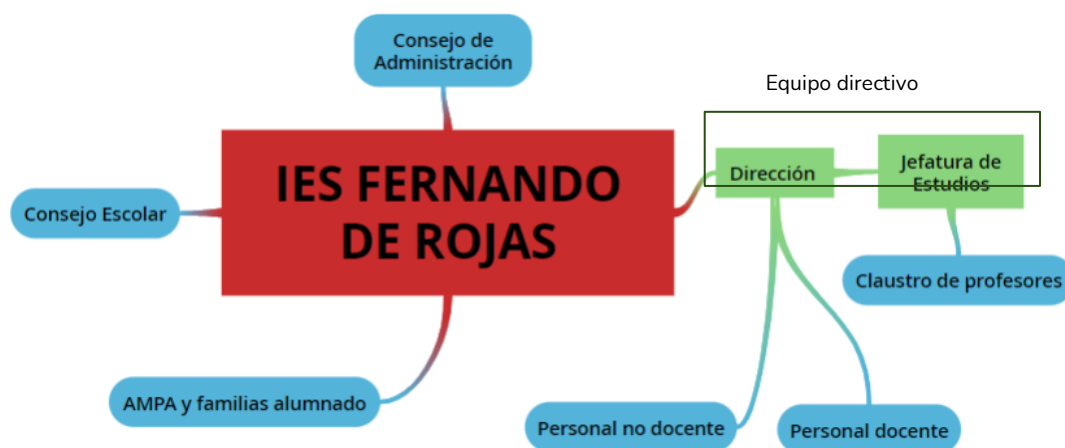 Consejo de
Administración
Equipo directivo
IES FERNANDO
DE ROJAS
Dirección
Jefatura de
Estudios
Consejo Escolar
Claustro de profesores
AMPA y familias alumnado
Personal no docente
Personal docente